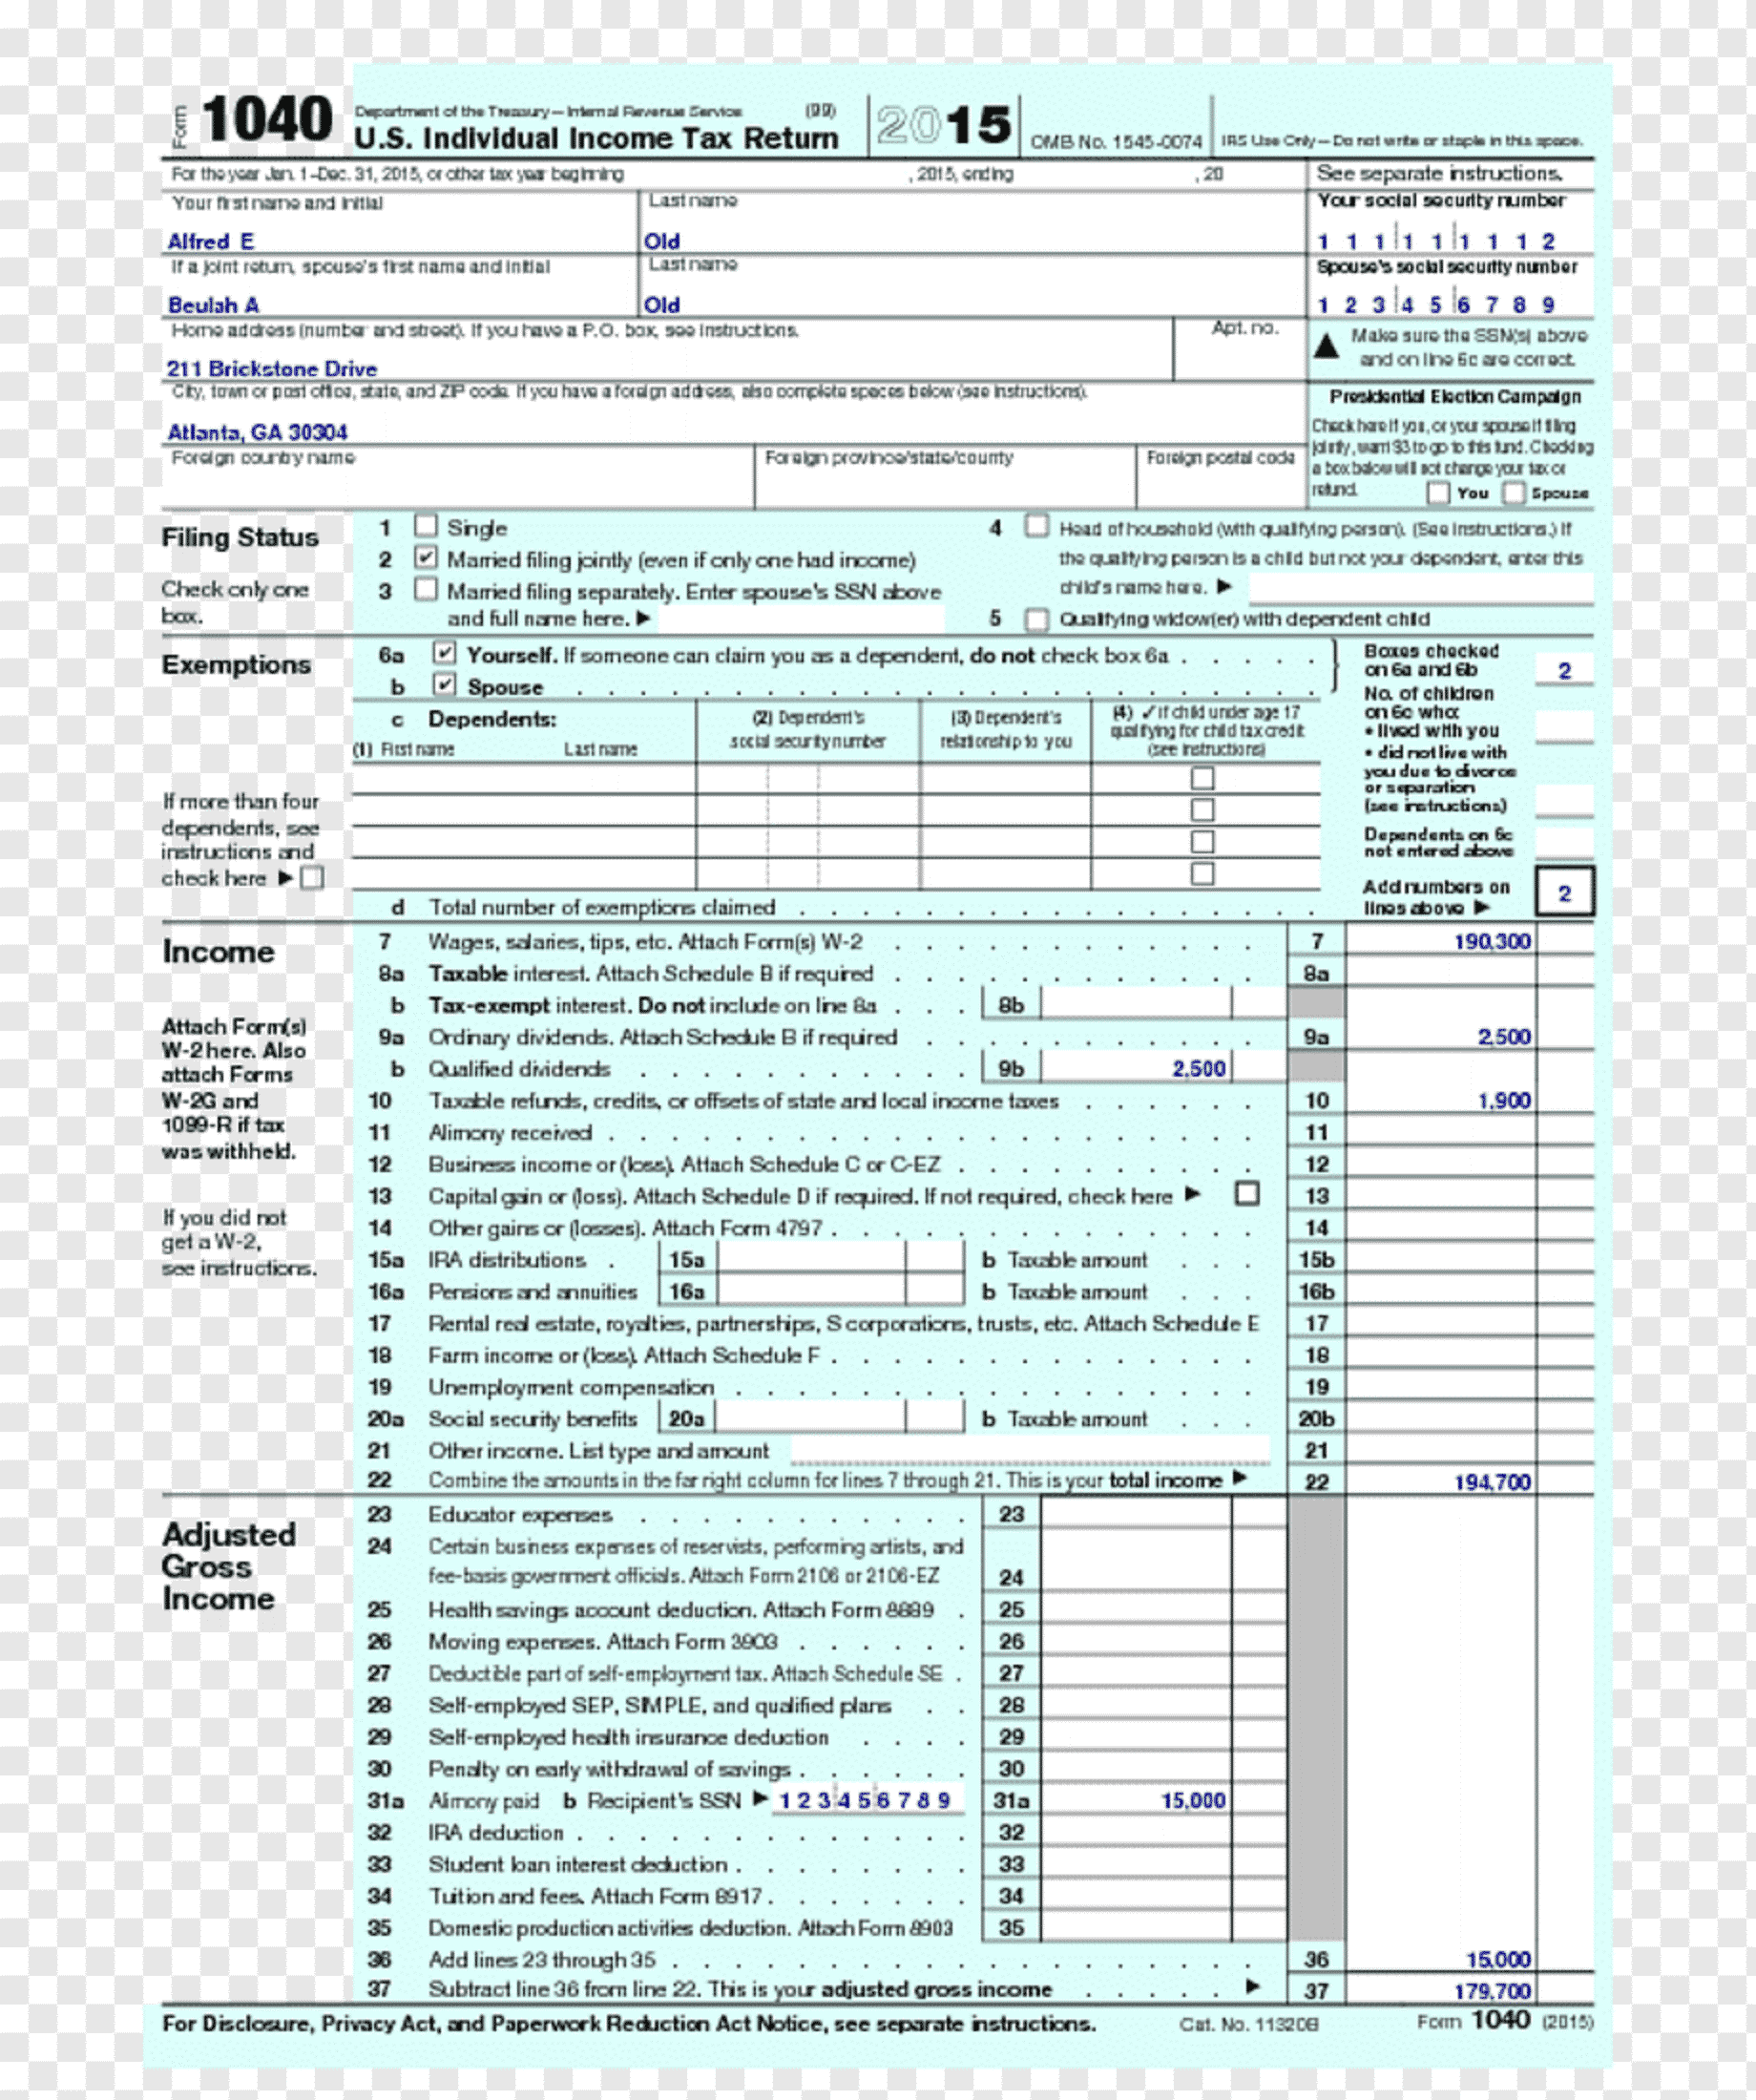 Form 1040 Department of the Treasury—Internal Revenue Service (99) U.S. Individual Income Tax Return 2015 OMB No. 1545-0074 IRS Use Only—Do not write or staple in this space.
For the year Jan. 1–Dec. 31, 2015, or other tax year beginning , 2015, ending , 20 See separate instructions.
Your first name and initial Last name Your social security number
Alfred E Old 1 1 1 1 1 1 1 1 2
If a joint return, spouse's first name and initial Last name Spouse's social security number
Beulah A Old 1 2 3 4 5 6 7 8 9
Home address (number and street). If you have a P.O. box, see instructions. Apt. no.
211 Brickstone Drive
▲ Make sure the SSN(s) above
and on line 6c are correct.
City, town or post office, state, and ZIP code. If you have a foreign address, also complete spaces below (see instructions).
Atlanta, GA 30304
Foreign country name Foreign province/state/county Foreign postal code
Presidential Election Campaign
Check here if you, or your spouse if filing
jointly, want $3 to go to this fund. Checking
a box below will not change your tax or
refund. You Spouse
Filing Status
Check only one
box.
1 Single
2 ✔ Married filing jointly (even if only one had income)
3 Married filing separately. Enter spouse's SSN above
and full name here. ▶
4 Head of household (with qualifying person). (See instructions.) If
the qualifying person is a child but not your dependent, enter this
child's name here. ▶
5 Qualifying widow(er) with dependent child
Exemptions
6a ✔ Yourself. If someone can claim you as a dependent, do not check box 6a . . . . .
b ✔ Spouse . . . . . . . . . . . . . . . . . . . .
c Dependents:
(1) First name Last name
(2) Dependent's
social security number
(3) Dependent's
relationship to you
(4) ✓ if child under age 17
qualifying for child tax credit
(see instructions)
If more than four
dependents, see
instructions and
check here ▶
d Total number of exemptions claimed . . . . . . . . . . . . . .
Boxes checked
on 6a and 6b 2
No. of children
on 6c who:
• lived with you
• did not live with
you due to divorce
or separation
(see instructions)
Dependents on 6c
not entered above
Add numbers on
lines above ▶ 2
Income
Attach Form(s)
W-2 here. Also
attach Forms
W-2G and
1099-R if tax
was withheld.
If you did not
get a W-2,
see instructions.
7 Wages, salaries, tips, etc. Attach Form(s) W-2 . . . . . . . . . . . . 7 190,300
8a Taxable interest. Attach Schedule B if required . . . . . . . . . . . . 8a
b Tax-exempt interest. Do not include on line 8a . . . 8b
9a Ordinary dividends. Attach Schedule B if required . . . . . . . . . . . 9a 2,500
b Qualified dividends . . . . . . . . . . . 9b 2,500
10 Taxable refunds, credits, or offsets of state and local income taxes . . . . . . 10 1,900
11 Alimony received . . . . . . . . . . . . . . . . . . . . . 11
12 Business income or (loss). Attach Schedule C or C-EZ . . . . . . . . . . 12
13 Capital gain or (loss). Attach Schedule D if required. If not required, check here ▶ 13
14 Other gains or (losses). Attach Form 4797 . . . . . . . . . . . . . . 14
15a IRA distributions . 15a b Taxable amount . . . 15b
16a Pensions and annuities 16a b Taxable amount . . . 16b
17 Rental real estate, royalties, partnerships, S corporations, trusts, etc. Attach Schedule E 17
18 Farm income or (loss). Attach Schedule F . . . . . . . . . . . . . . 18
19 Unemployment compensation . . . . . . . . . . . . . . . . . 19
20a Social security benefits 20a b Taxable amount . . . 20b
21 Other income. List type and amount 21
22 Combine the amounts in the far right column for lines 7 through 21. This is your total income ▶ 22 194,700
Adjusted
Gross
Income
23 Educator expenses . . . . . . . . . . . 23
24 Certain business expenses of reservists, performing artists, and
fee-basis government officials. Attach Form 2106 or 2106-EZ 24
25 Health savings account deduction. Attach Form 8889 . 25
26 Moving expenses. Attach Form 3903 . . . . . . 26
27 Deductible part of self-employment tax. Attach Schedule SE . 27
28 Self-employed SEP, SIMPLE, and qualified plans . . 28
29 Self-employed health insurance deduction . . . . 29
30 Penalty on early withdrawal of savings . . . . . . 30
31a Alimony paid b Recipient's SSN ▶ 1 2 3 4 5 6 7 8 9 31a 15,000
32 IRA deduction . . . . . . . . . . . . . 32
33 Student loan interest deduction . . . . . . . . 33
34 Tuition and fees. Attach Form 8917 . . . . . . . 34
35 Domestic production activities deduction. Attach Form 8903 35
36 Add lines 23 through 35 . . . . . . . . . . . . . . . . . . . 36 15,000
37 Subtract line 36 from line 22. This is your adjusted gross income . . . . . ▶ 37 179,700
For Disclosure, Privacy Act, and Paperwork Reduction Act Notice, see separate instructions. Cat. No. 11320B Form 1040 (2015)